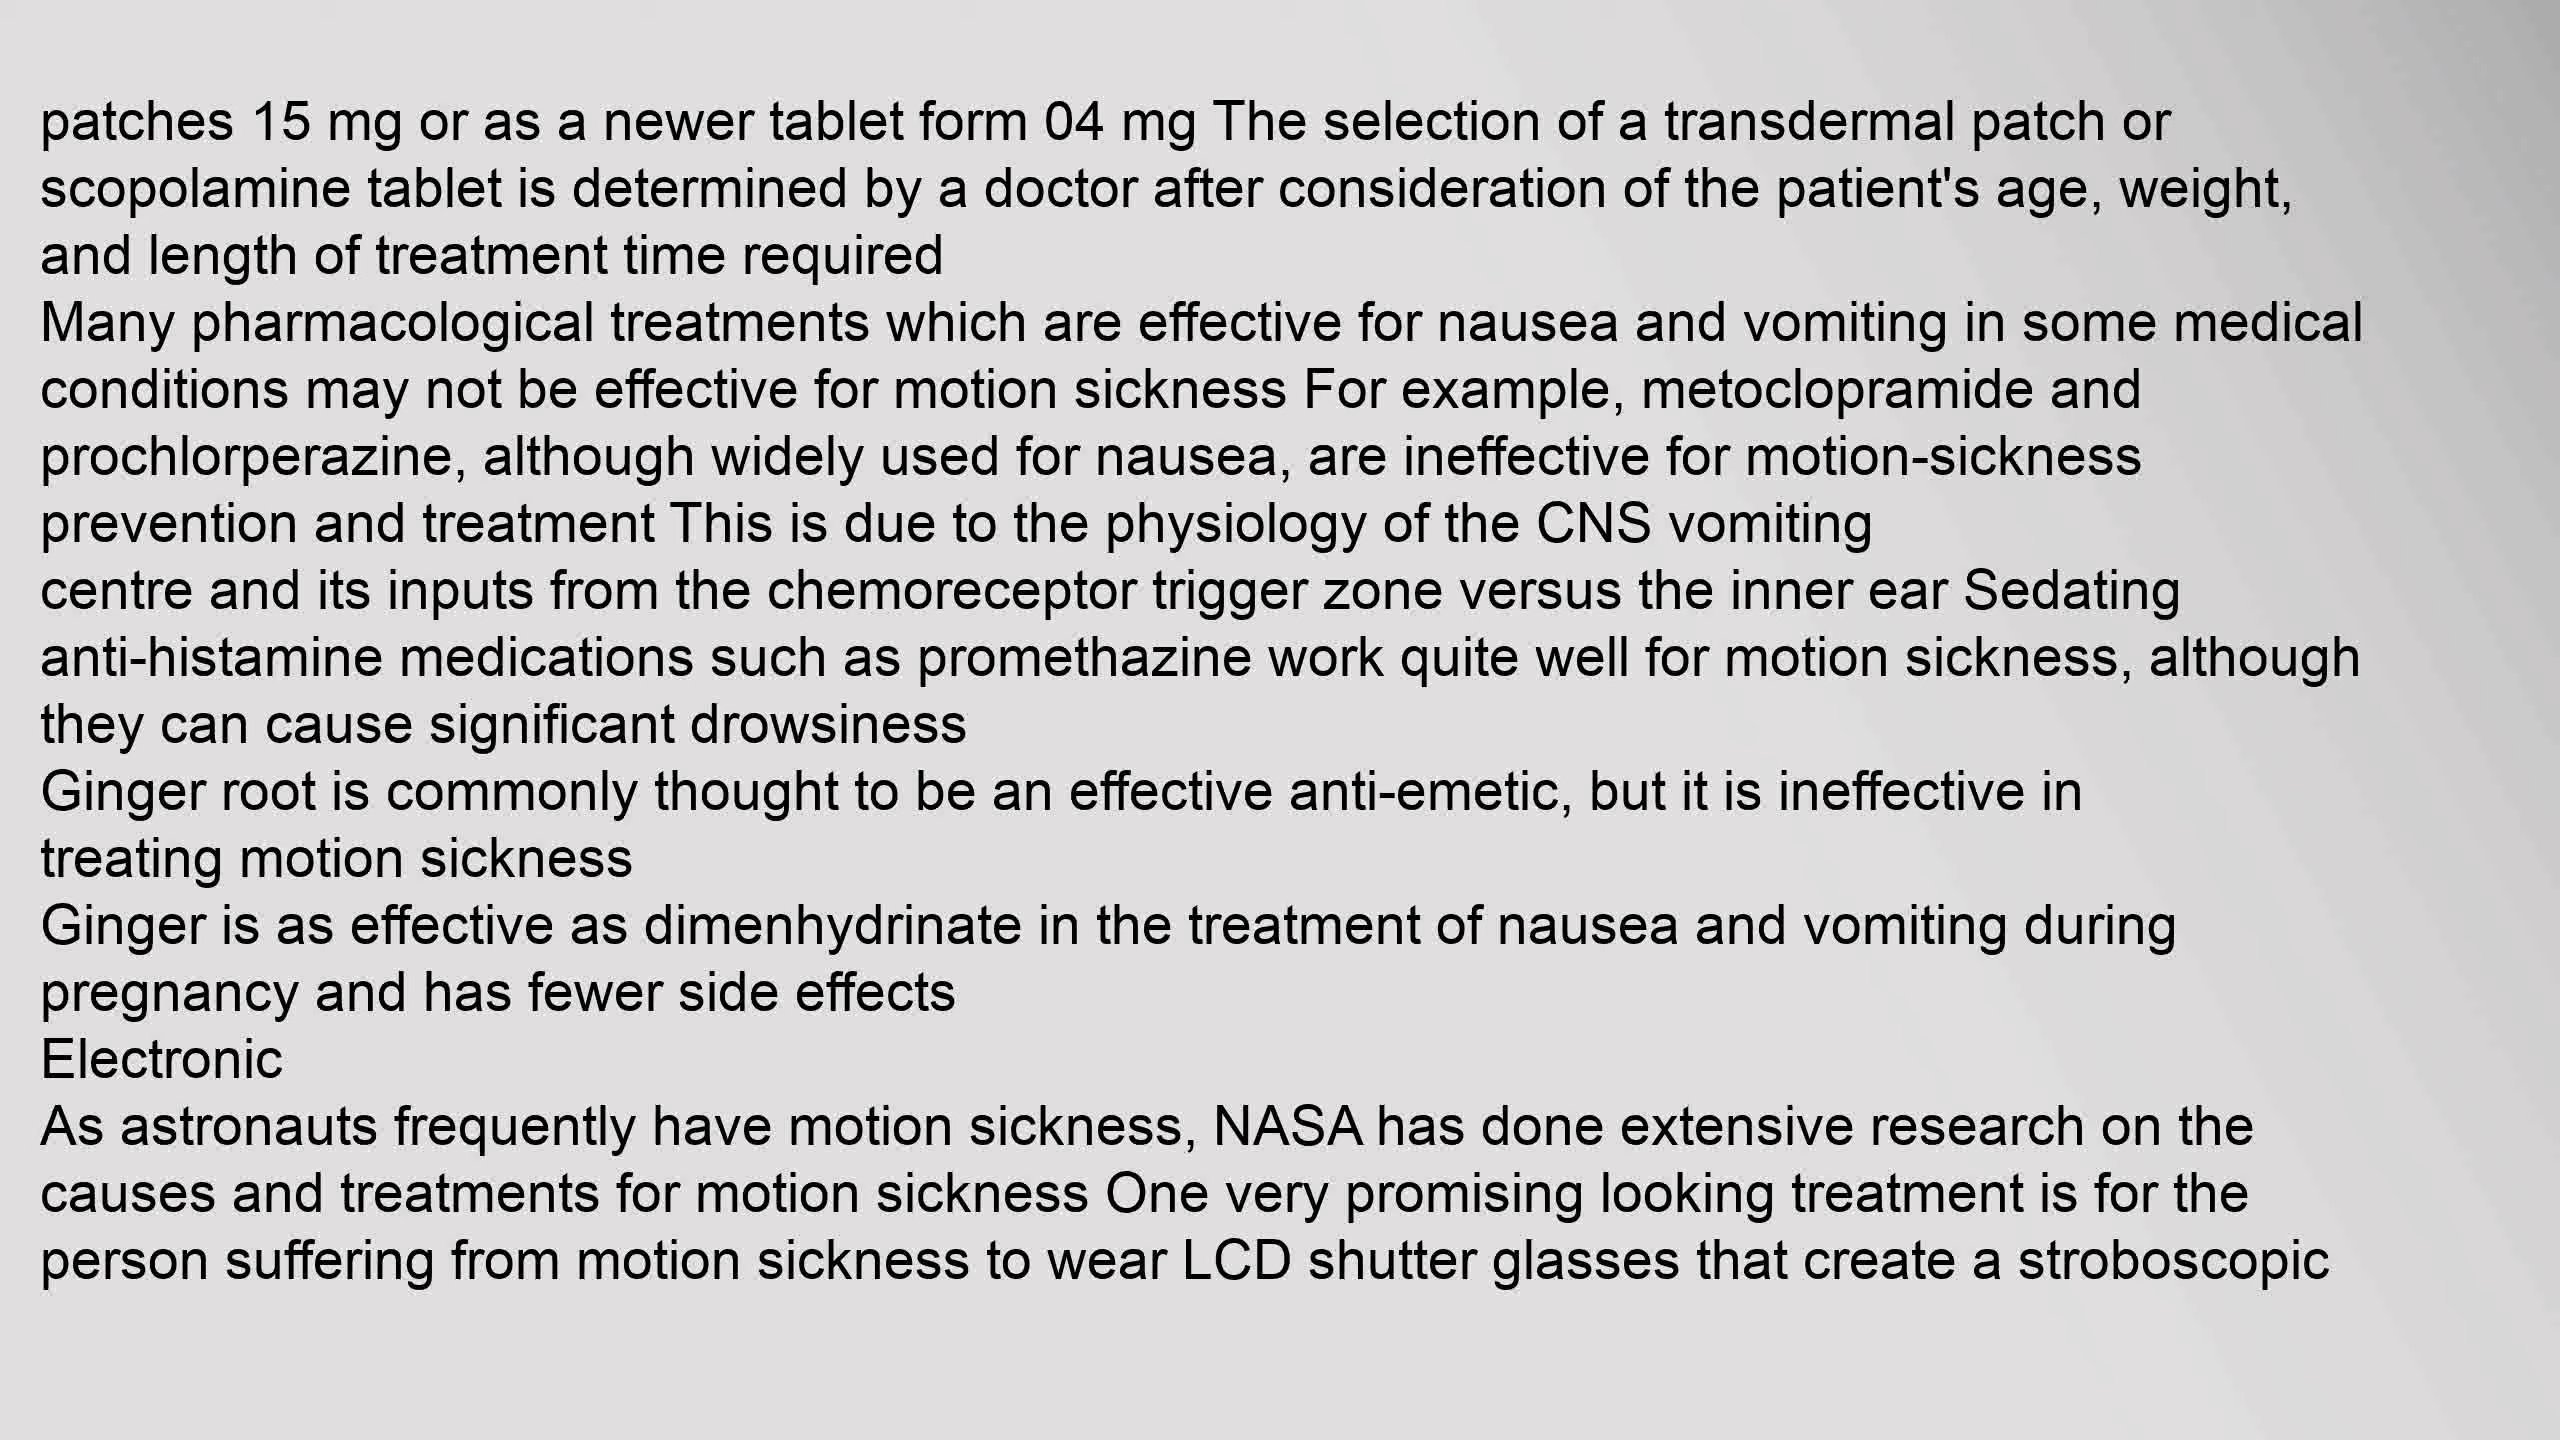 patches 15 mg or as a newer tablet form 04 mg The selection of a transdermal patch or
scopolamine tablet is determined by a doctor after consideration of the patient's age, weight,
and length of treatment time required
Many pharmacological treatments which are effective for nausea and vomiting in some medical
conditions may not be effective for motion sickness For example, metoclopramide and
prochlorperazine, although widely used for nausea, are ineffective for motion-sickness
prevention and treatment This is due to the physiology of the CNS vomiting
centre and its inputs from the chemoreceptor trigger zone versus the inner ear Sedating
anti-histamine medications such as promethazine work quite well for motion sickness, although
they can cause significant drowsiness
Ginger root is commonly thought to be an effective anti-emetic, but it is ineffective in
treating motion sickness
Ginger is as effective as dimenhydrinate in the treatment of nausea and vomiting during
pregnancy and has fewer side effects
Electronic
As astronauts frequently have motion sickness, NASA has done extensive research on the
causes and treatments for motion sickness One very promising looking treatment is for the
person suffering from motion sickness to wear LCD shutter glasses that create a stroboscopic